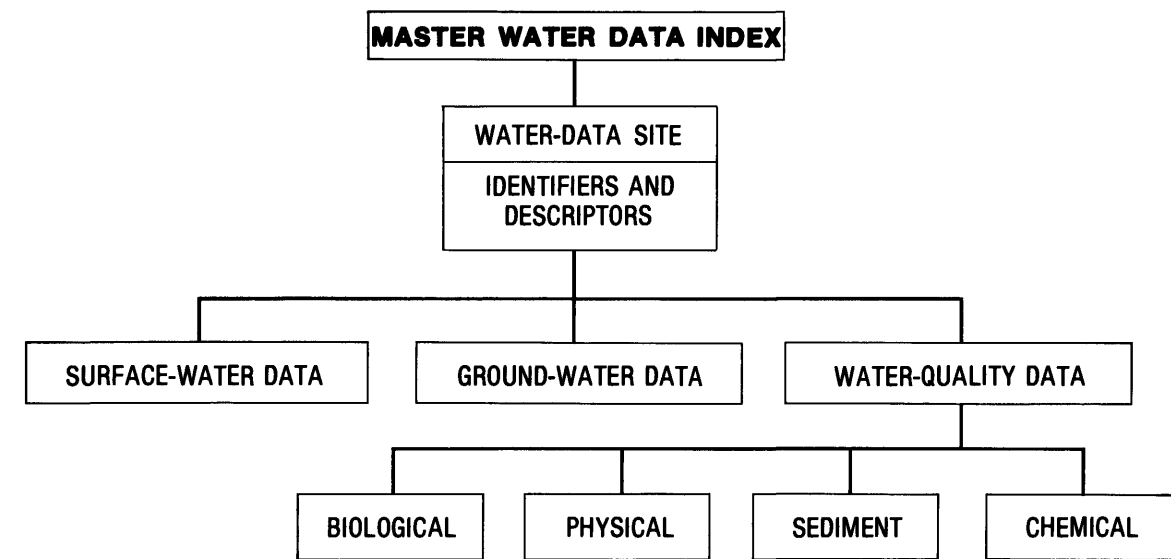 MASTER WATER DATA INDEX
WATER-DATA SITE
IDENTIFIERS AND
DESCRIPTORS
SURFACE-WATER DATA
GROUND-WATER DATA
WATER-QUALITY DATA
BIOLOGICAL
PHYSICAL
SEDIMENT
CHEMICAL